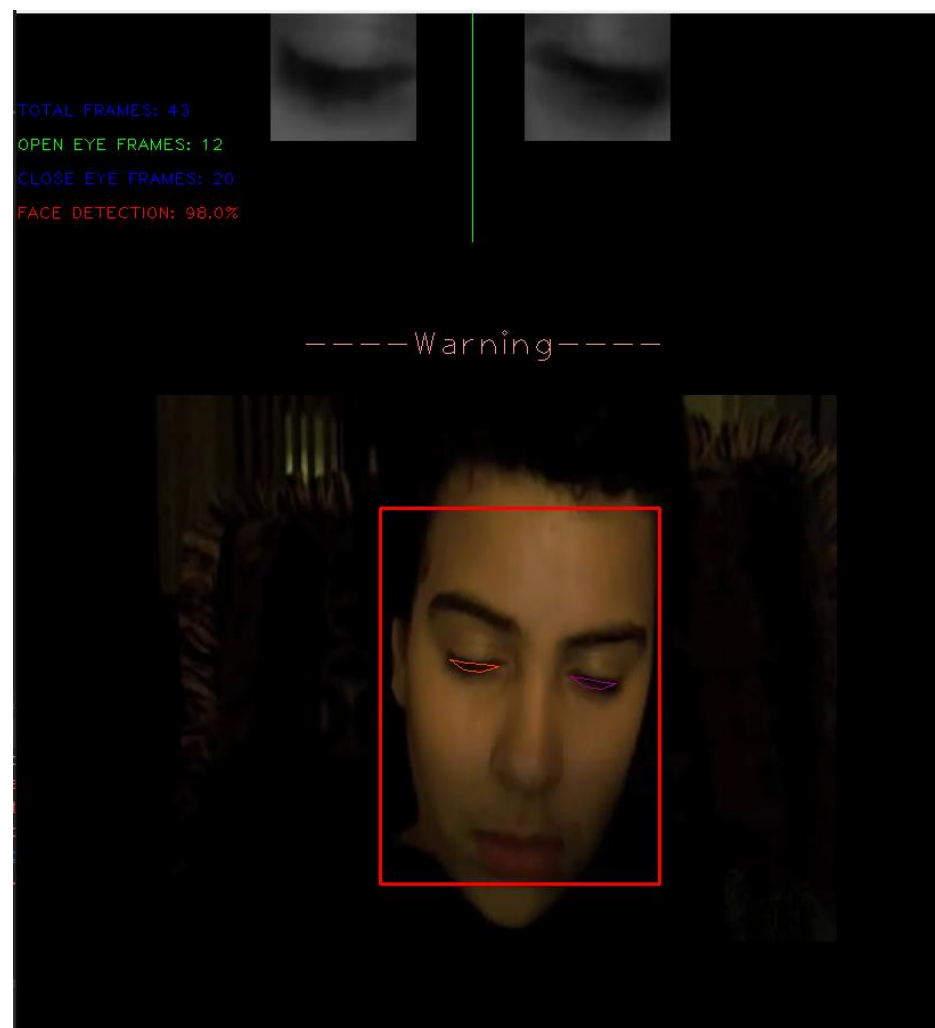 TOTAL FRAMES: 43
OPEN EYE FRAMES: 12
CLOSE EYE FRAMES: 20
FACE DETECTION: 98.0%
----Warning----